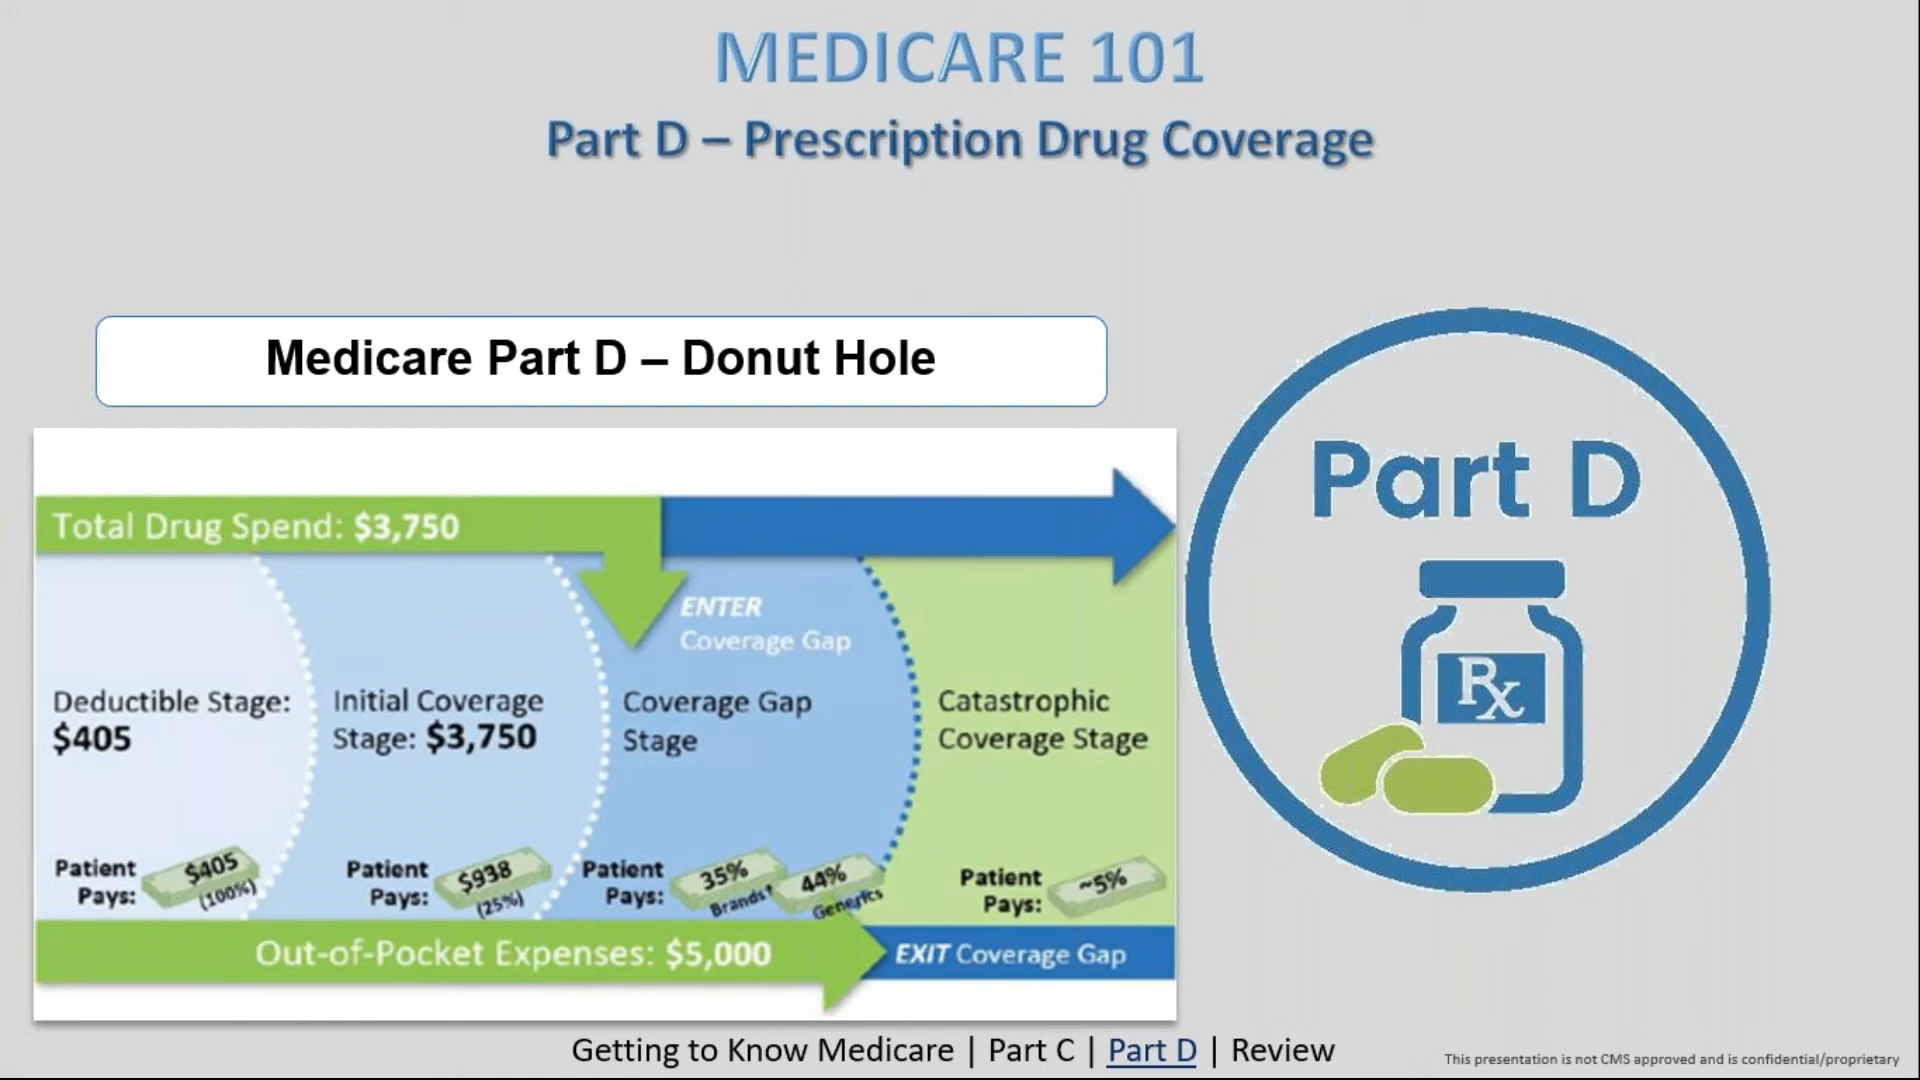 MEDICARE 101
Part D – Prescription Drug Coverage
Medicare Part D – Donut Hole
Total Drug Spend: $3,750
ENTER
Coverage Gap
Deductible Stage:
$405
Initial Coverage
Stage: $3,750
Coverage Gap
Stage
Catastrophic
Coverage Stage
Patient
Pays:
$405
(100%)
Patient
Pays:
$938
(25%)
Patient
Pays:
35%
Brands†
44%
Generics
Patient
Pays:
~5%
Out-of-Pocket Expenses: $5,000
EXIT Coverage Gap
Part D
Rx
Getting to Know Medicare | Part C | Part D | Review
This presentation is not CMS approved and is confidential/proprietary